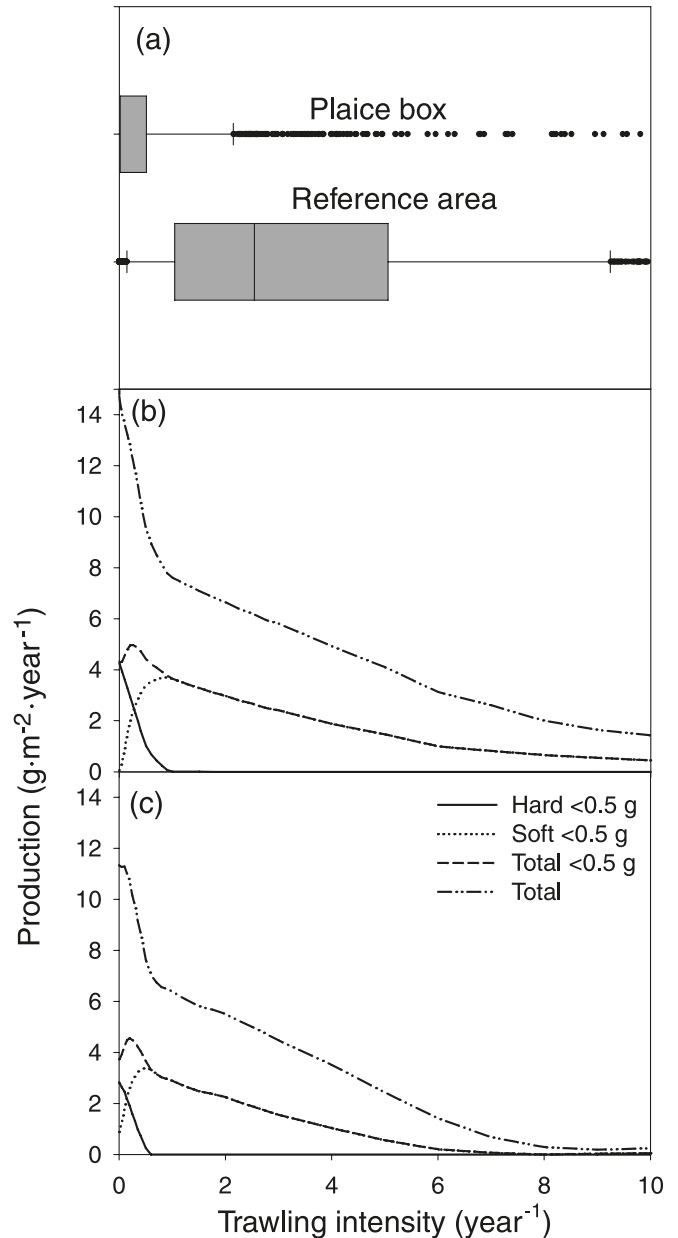 (a)
Plaice box
Reference area
(b)
14
12
10
8
6
4
2
0
(c)
Hard <0.5 g
Soft <0.5 g
Total <0.5 g
Total
14
12
10
8
6
4
2
0
0 2 4 6 8 10
Trawling intensity (year⁻¹)
Production (g·m⁻²·year⁻¹)